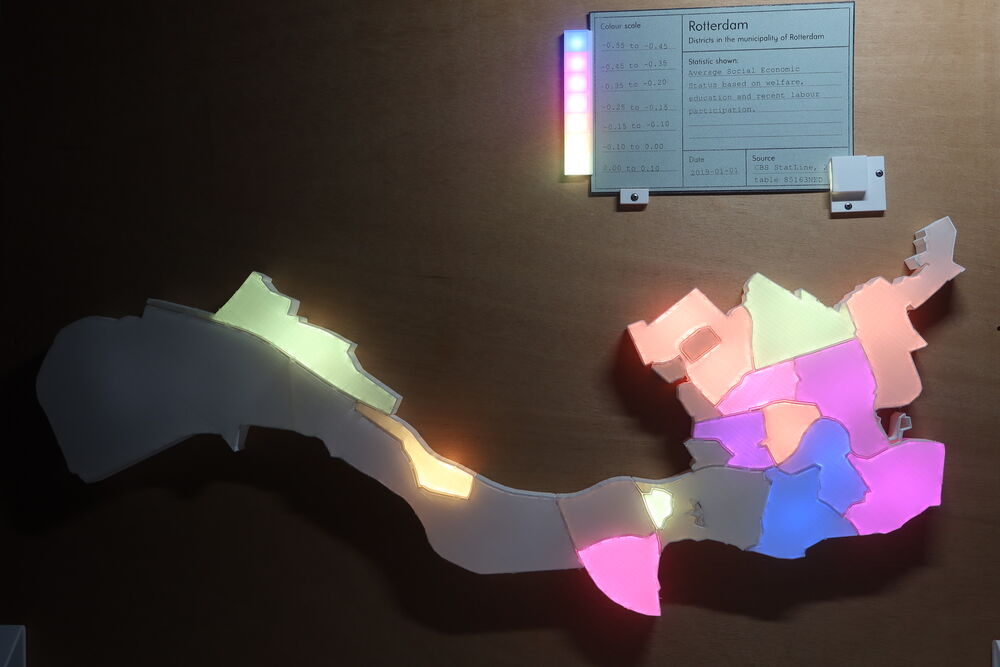 Colour scale
-0.55 to -0.45
-0.45 to -0.35
0.35 to -0.20
-0.25 to -0.15
-0.15 to -0.10
-0.10 to 0.00
0.00 to 0.10
Rotterdam
Districts in the municipality of Rotterdam
Statistic shown:
Average Social Economic
Status based on welfare,
education and recent labour
participation.
Date
2019-01-01
Source
CBS StatLine,
table 85163NED